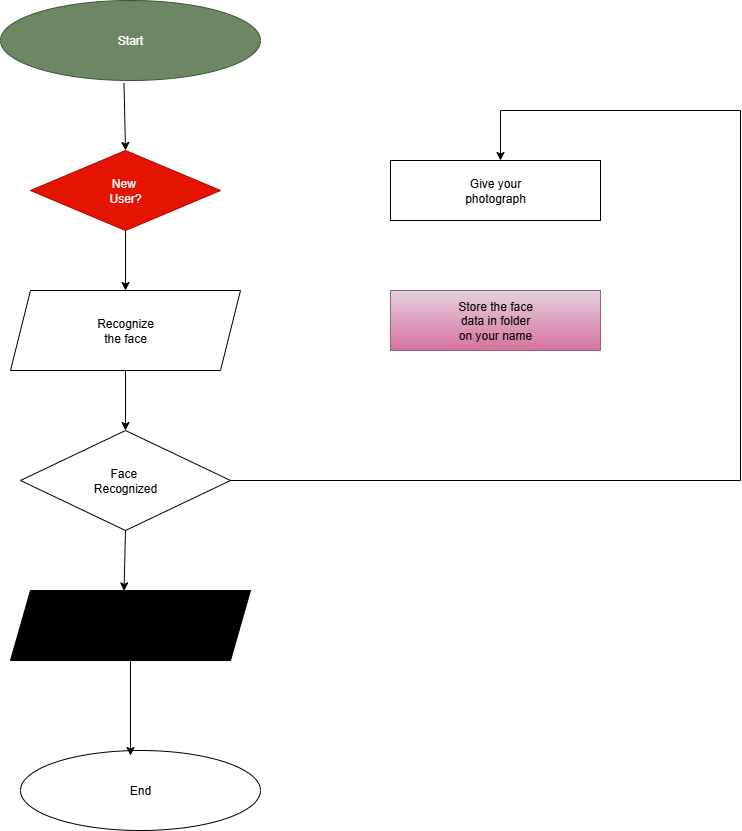 Start
New
User?
Give your
photograph
Recognize
the face
Store the face
data in folder
on your name
Face
Recognized
End